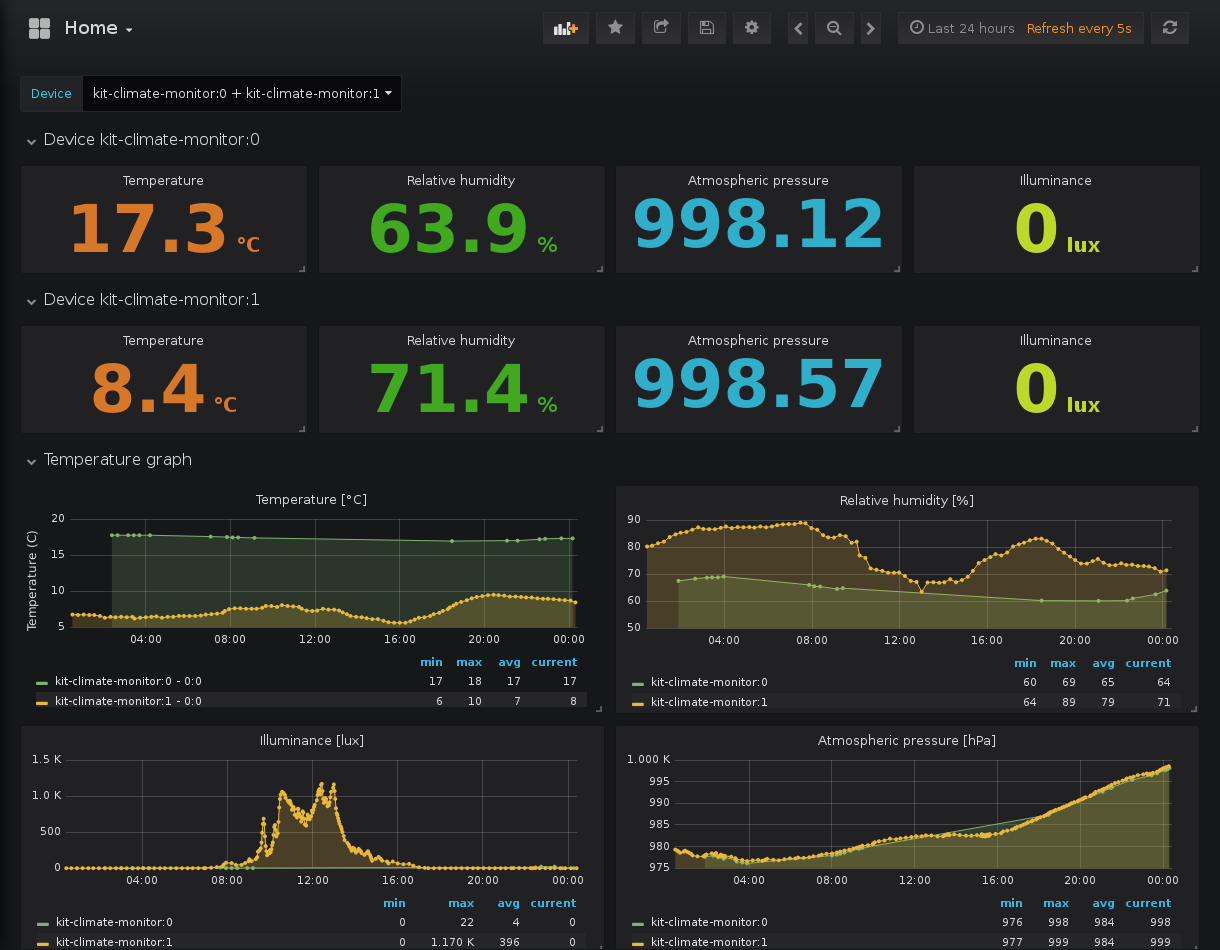 Home
Last 24 hours Refresh every 5s
Device kit-climate-monitor:0 + kit-climate-monitor:1
Device kit-climate-monitor:0
Temperature Relative humidity Atmospheric pressure Illuminance
17.3 °C 63.9 % 998.12 0 lux
Device kit-climate-monitor:1
Temperature Relative humidity Atmospheric pressure Illuminance
8.4 °C 71.4 % 998.57 0 lux
Temperature graph
Temperature [°C]
Temperature (C)
20
15
10
5
04:00 08:00 12:00 16:00 20:00 00:00
min max avg current
kit-climate-monitor:0 - 0:0 17 18 17 17
kit-climate-monitor:1 - 0:0 6 10 7 8
Relative humidity [%]
90
80
70
60
50
04:00 08:00 12:00 16:00 20:00 00:00
min max avg current
kit-climate-monitor:0 60 69 65 64
kit-climate-monitor:1 64 89 79 71
Illuminance [lux]
1.5 K
1.0 K
500
0
04:00 08:00 12:00 16:00 20:00 00:00
min max avg current
kit-climate-monitor:0 0 22 4 0
kit-climate-monitor:1 0 1.170 K 396 0
Atmospheric pressure [hPa]
1.000 K
995
990
985
980
975
04:00 08:00 12:00 16:00 20:00 00:00
min max avg current
kit-climate-monitor:0 976 998 984 998
kit-climate-monitor:1 977 999 984 999